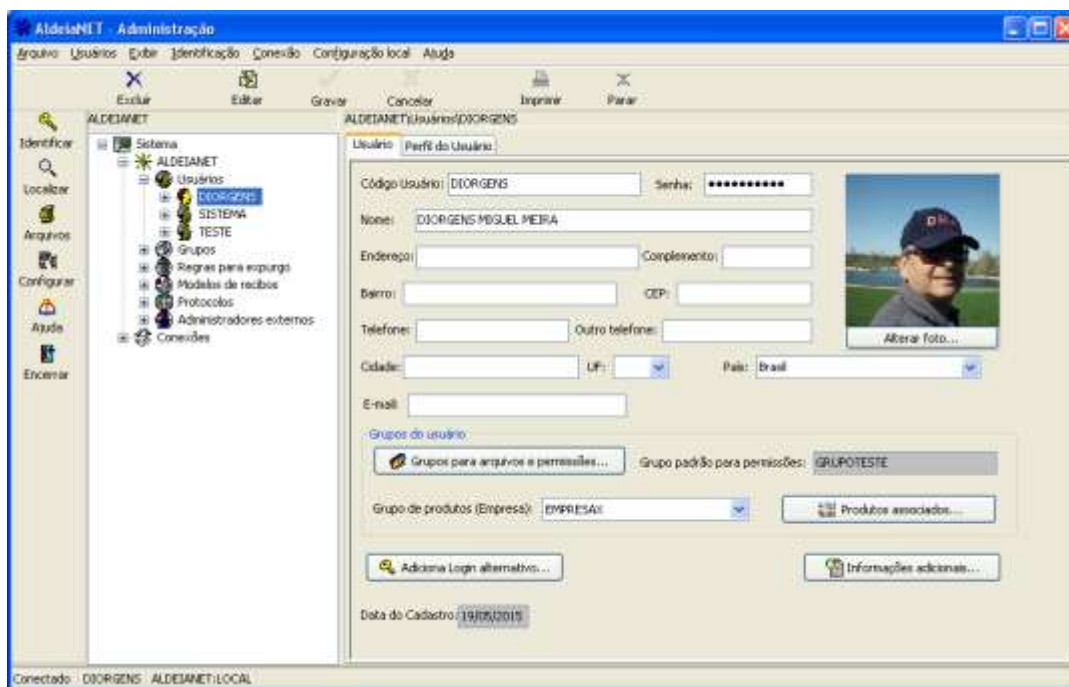 AldeiaNET - Administração
Arquivo Usuários Exibir Identificação Conexão Configuração local Ajuda
Excluir Editar Gravar Cancelar Imprimir Parar
ALDEIANET ALDEIANET\Usuários\DIORGENS
Identificar
Localizar
Arquivos
Configurar
Ajuda
Encerrar
Sistema
ALDEIANET
Usuários
DIORGENS
SISTEMA
TESTE
Grupos
Regras para expurgo
Modelos de recibos
Protocolos
Administradores externos
Conexões
Usuário Perfil do Usuário
Código Usuário: DIORGENS Senha: ●●●●●●●●●●
Nome: DIORGENS MIGUEL MEIRA
Endereço: Complemento:
Bairro: CEP:
Telefone: Outro telefone:
Alterar foto...
Cidade: UF: País: Brasil
E-mail:
Grupos do usuário
Grupos para arquivos e permissões... Grupo padrão para permissões: GRUPOTESTE
Grupo de produtos (Empresa): EMPRESAX Produtos associados...
Adiciona Login alternativo... Informações adicionais...
Data do Cadastro: 19/05/2015
Conectado DIORGENS ALDEIANET:LOCAL